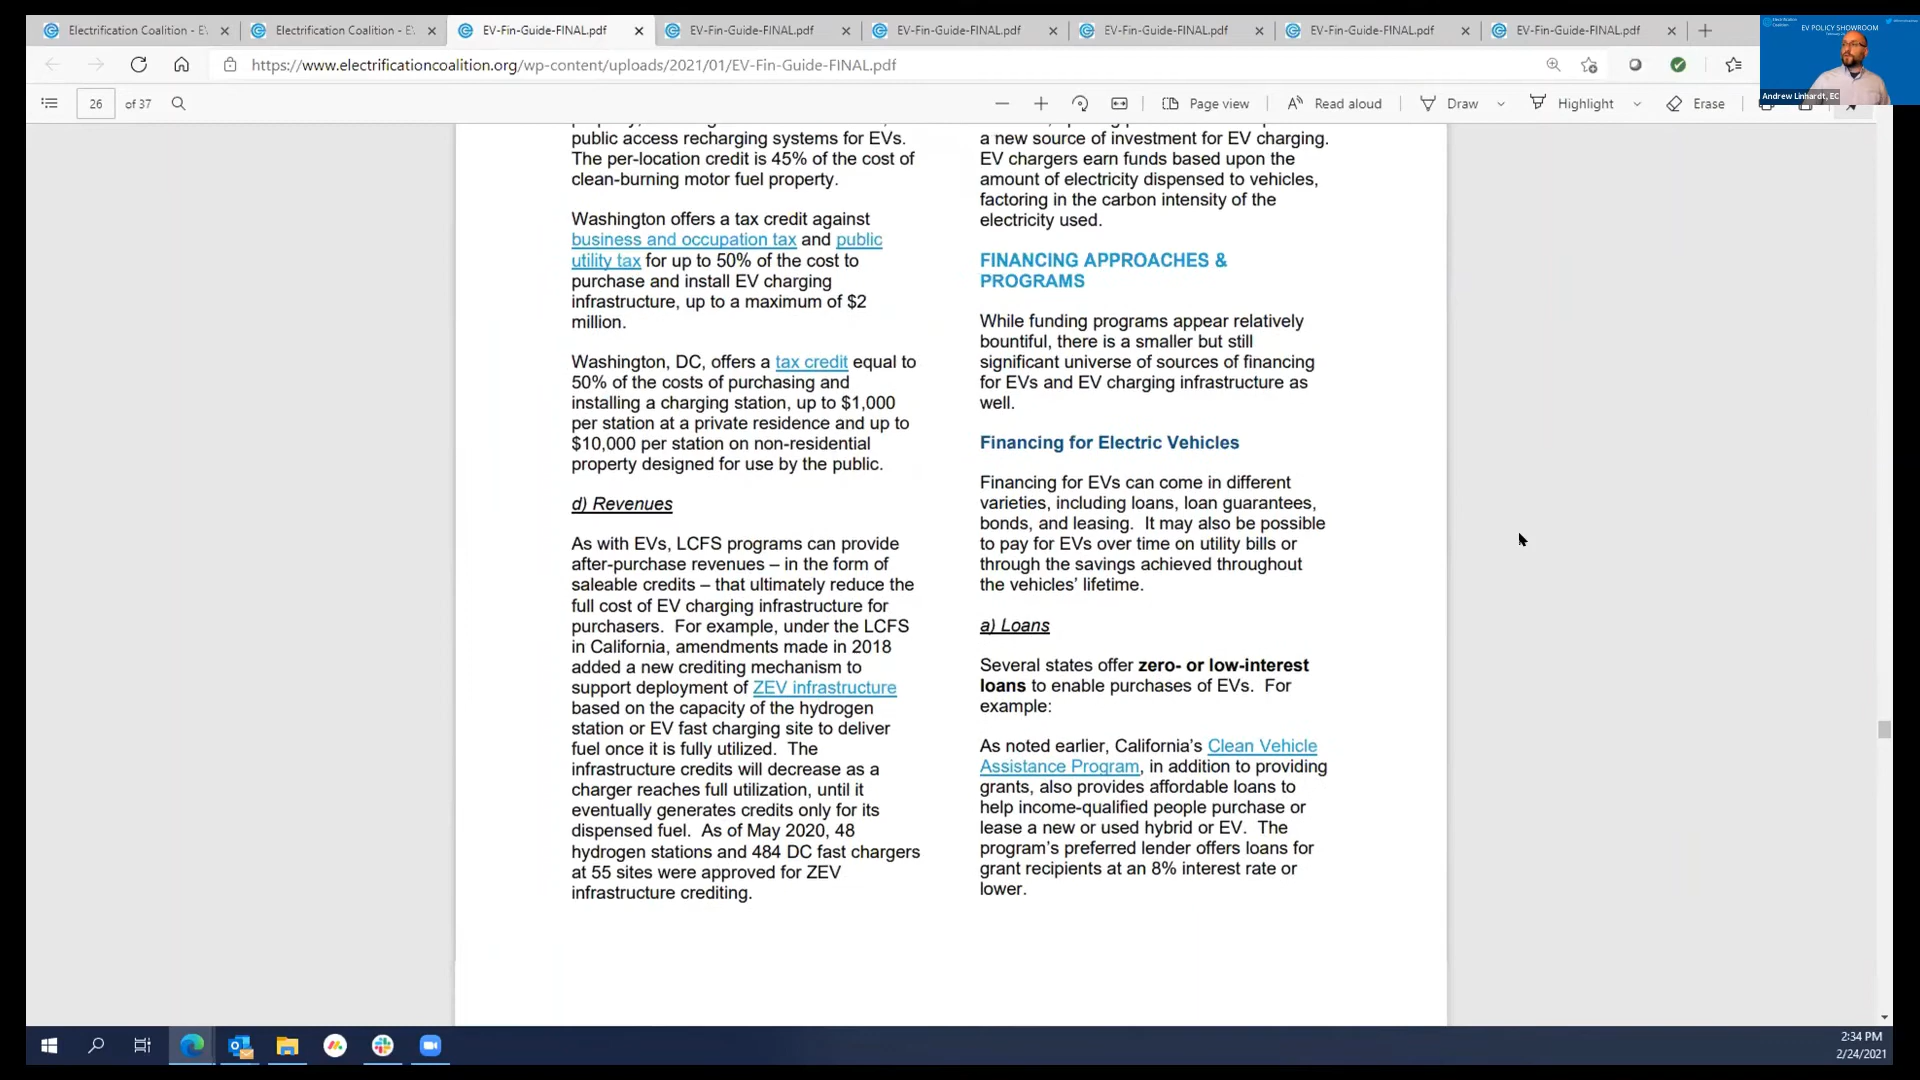 Electrification Coalition - E
Electrification Coalition - E
EV-Fin-Guide-FINAL.pdf
EV-Fin-Guide-FINAL.pdf
EV-Fin-Guide-FINAL.pdf
EV-Fin-Guide-FINAL.pdf
EV-Fin-Guide-FINAL.pdf
EV-Fin-Guide-FINAL.pdf
EV POLICY SHOWROOM
Andrew Linhardt, EC
https://www.electrificationcoalition.org/wp-content/uploads/2021/01/EV-Fin-Guide-FINAL.pdf
26 of 37
Page view
Read aloud
Draw
Highlight
Erase
public access recharging systems for EVs.
The per-location credit is 45% of the cost of
clean-burning motor fuel property.
Washington offers a tax credit against
business and occupation tax and public
utility tax for up to 50% of the cost to
purchase and install EV charging
infrastructure, up to a maximum of $2
million.
Washington, DC, offers a tax credit equal to
50% of the costs of purchasing and
installing a charging station, up to $1,000
per station at a private residence and up to
$10,000 per station on non-residential
property designed for use by the public.
d) Revenues
As with EVs, LCFS programs can provide
after-purchase revenues – in the form of
saleable credits – that ultimately reduce the
full cost of EV charging infrastructure for
purchasers. For example, under the LCFS
in California, amendments made in 2018
added a new crediting mechanism to
support deployment of ZEV infrastructure
based on the capacity of the hydrogen
station or EV fast charging site to deliver
fuel once it is fully utilized. The
infrastructure credits will decrease as a
charger reaches full utilization, until it
eventually generates credits only for its
dispensed fuel. As of May 2020, 48
hydrogen stations and 484 DC fast chargers
at 55 sites were approved for ZEV
infrastructure crediting.
a new source of investment for EV charging.
EV chargers earn funds based upon the
amount of electricity dispensed to vehicles,
factoring in the carbon intensity of the
electricity used.
FINANCING APPROACHES &
PROGRAMS
While funding programs appear relatively
bountiful, there is a smaller but still
significant universe of sources of financing
for EVs and EV charging infrastructure as
well.
Financing for Electric Vehicles
Financing for EVs can come in different
varieties, including loans, loan guarantees,
bonds, and leasing. It may also be possible
to pay for EVs over time on utility bills or
through the savings achieved throughout
the vehicles' lifetime.
a) Loans
Several states offer zero- or low-interest
loans to enable purchases of EVs. For
example:
As noted earlier, California's Clean Vehicle
Assistance Program, in addition to providing
grants, also provides affordable loans to
help income-qualified people purchase or
lease a new or used hybrid or EV. The
program's preferred lender offers loans for
grant recipients at an 8% interest rate or
lower.
2:34 PM
2/24/2021